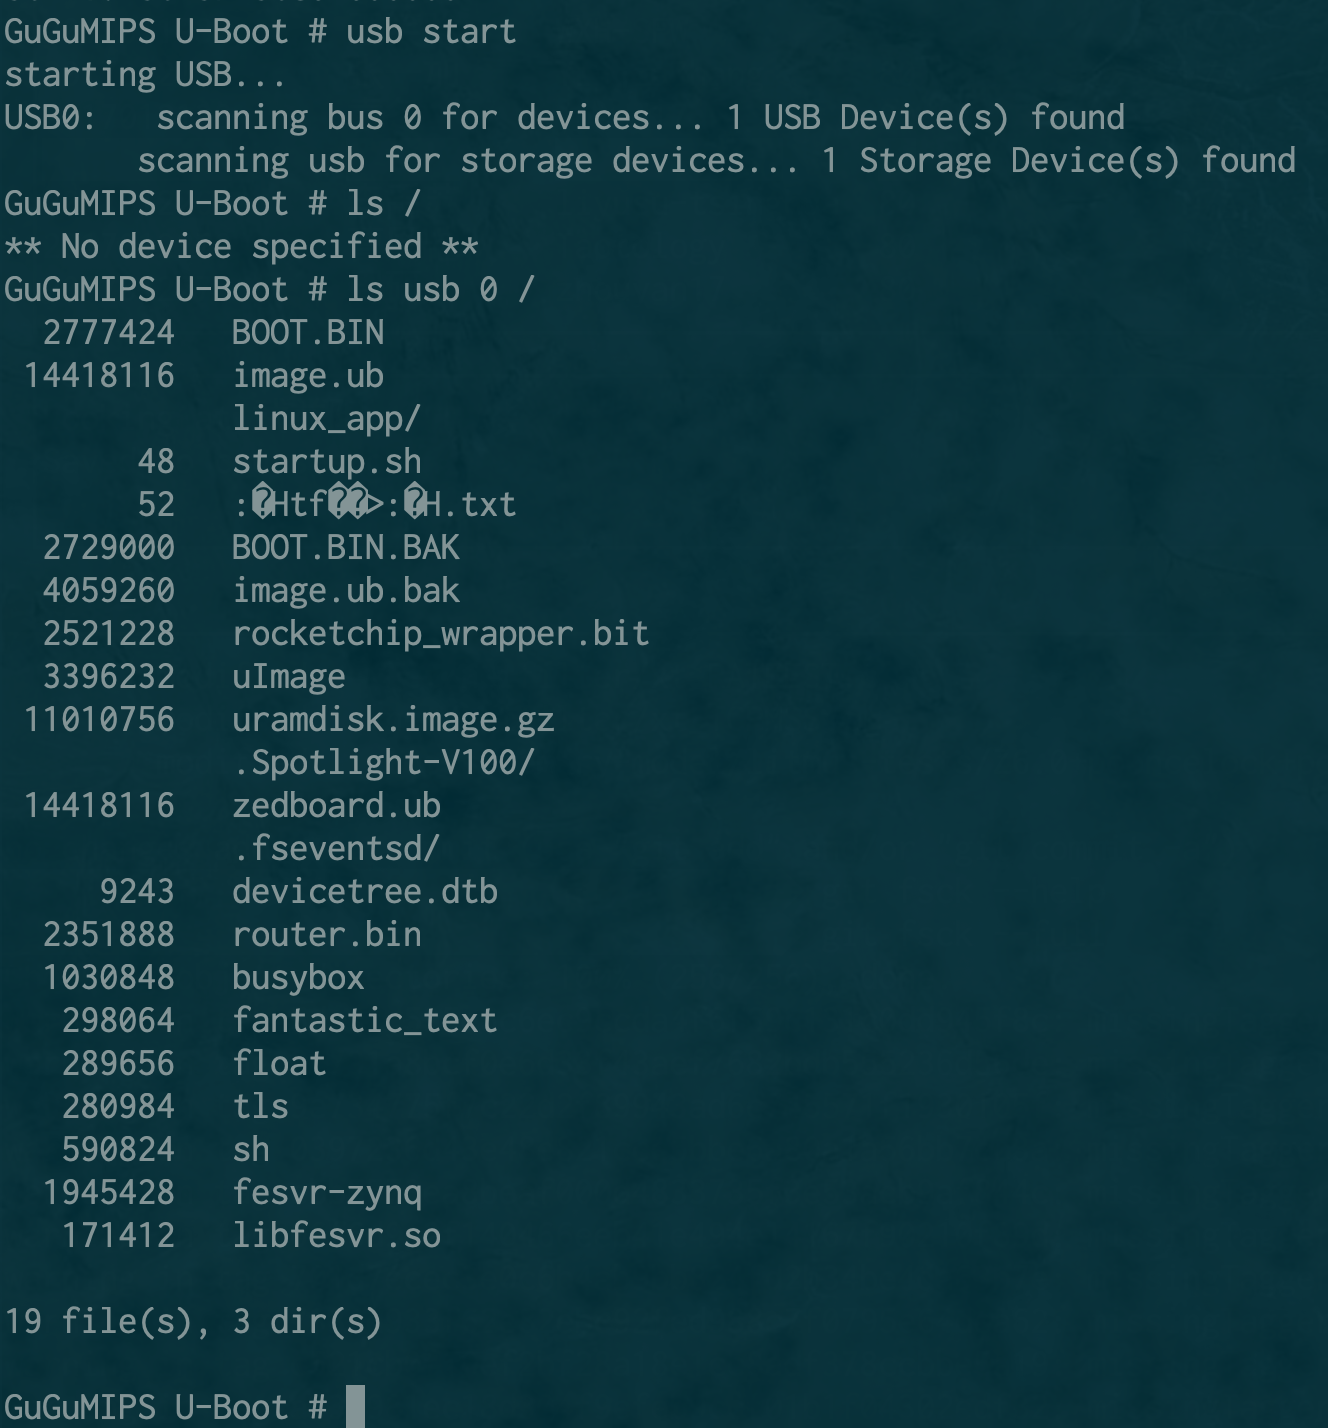 GuGuMIPS U-Boot # usb start
starting USB...
USB0:   scanning bus 0 for devices... 1 USB Device(s) found
       scanning usb for storage devices... 1 Storage Device(s) found
GuGuMIPS U-Boot # ls /
** No device specified **
GuGuMIPS U-Boot # ls usb 0 /
  2777424   BOOT.BIN
 14418116   image.ub
            linux_app/
       48   startup.sh
       52   :�Htf��>:�H.txt
  2729000   BOOT.BIN.BAK
  4059260   image.ub.bak
  2521228   rocketchip_wrapper.bit
  3396232   uImage
 11010756   uramdisk.image.gz
            .Spotlight-V100/
 14418116   zedboard.ub
            .fseventsd/
     9243   devicetree.dtb
  2351888   router.bin
  1030848   busybox
   298064   fantastic_text
   289656   float
   280984   tls
   590824   sh
  1945428   fesvr-zynq
   171412   libfesvr.so
19 file(s), 3 dir(s)
GuGuMIPS U-Boot #